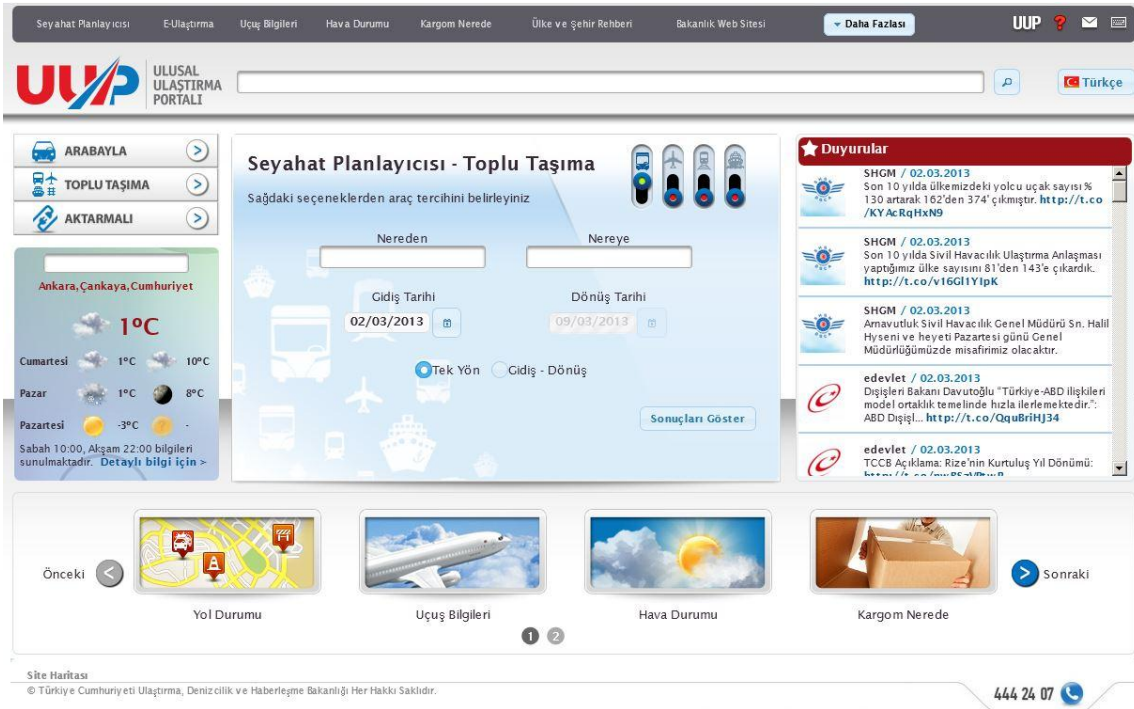 Seyahat Planlayıcısı E-Ulaştırma Uçuş Bilgileri Hava Durumu Kargom Nerede Ülke ve Şehir Rehberi Bakanlık Web Sitesi Daha Fazlası UUP ?
UUP
ULUSAL
ULAŞTIRMA
PORTALI
Türkçe
ARABAYLA
TOPLU TAŞIMA
AKTARMALI
Ankara,Çankaya,Cumhuriyet
1ºC
Cumartesi 1ºC 10ºC
Pazar 1ºC 8ºC
Pazartesi -3ºC -
Sabah 10:00, Akşam 22:00 bilgileri
sunulmaktadır. Detaylı bilgi için >
Seyahat Planlayıcısı - Toplu Taşıma
Sağdaki seçeneklerden araç tercihini belirleyiniz
Nereden Nereye
Gidiş Tarihi Dönüş Tarihi
02/03/2013 09/03/2013
Tek Yön Gidiş - Dönüş
Sonuçları Göster
Duyurular
SHGM / 02.03.2013
Son 10 yılda ülkemizdeki yolcu uçak sayısı %
130 artarak 162'den 374' çıkmıştır. http://t.co
/KYAcRqHxN9
SHGM / 02.03.2013
Son 10 yılda Sivil Havacılık Ulaştırma Anlaşması
yaptığımız ülke sayısını 81'den 143'e çıkardık.
http://t.co/v16Gl1YIpK
SHGM / 02.03.2013
Arnavutluk Sivil Havacılık Genel Müdürü Sn. Halil
Hyseni ve heyeti Pazartesi günü Genel
Müdürlüğümüzde misafirimiz olacaktır.
edevlet / 02.03.2013
Dışişleri Bakanı Davutoğlu "Türkiye-ABD ilişkileri
model ortaklık temelinde hızla ilerlemektedir.":
ABD Dışişl... http://t.co/QquBriHJ34
edevlet / 02.03.2013
TCCB Açıklama: Rize'nin Kurtuluş Yıl Dönümü:
Önceki Sonraki
Yol Durumu Uçuş Bilgileri Hava Durumu Kargom Nerede
1 2
Site Haritası
© Türkiye Cumhuriyeti Ulaştırma, Denizcilik ve Haberleşme Bakanlığı Her Hakkı Saklıdır.
444 24 07